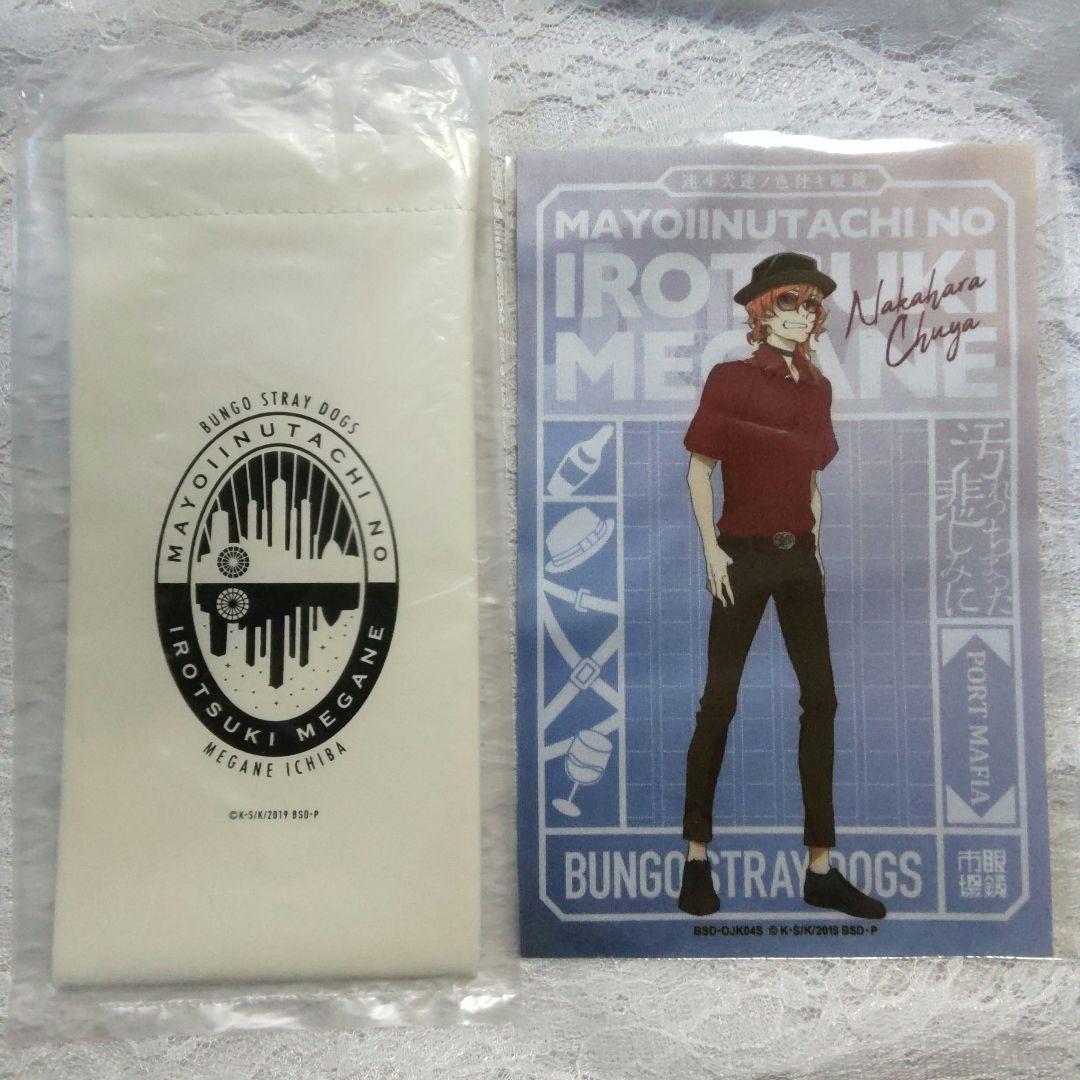 BUNGO STRAY DOGS
MAYOIINUTACHI NO
IROTSUKI MEGANE
MEGANE ICHIBA
©K・S/K/2019 BSD・P
迷ヰ犬達ノ色付キ眼鏡
MAYOIINUTACHI NO
IROTSUKI
MEGANE
Nakahara
Chuya
汚れっちまった
悲しみに
PORT MAFIA
BUNGO STRAY DOGS
眼鏡
市場
BSD-OJK04S © K・S/K/2019 BSD・P